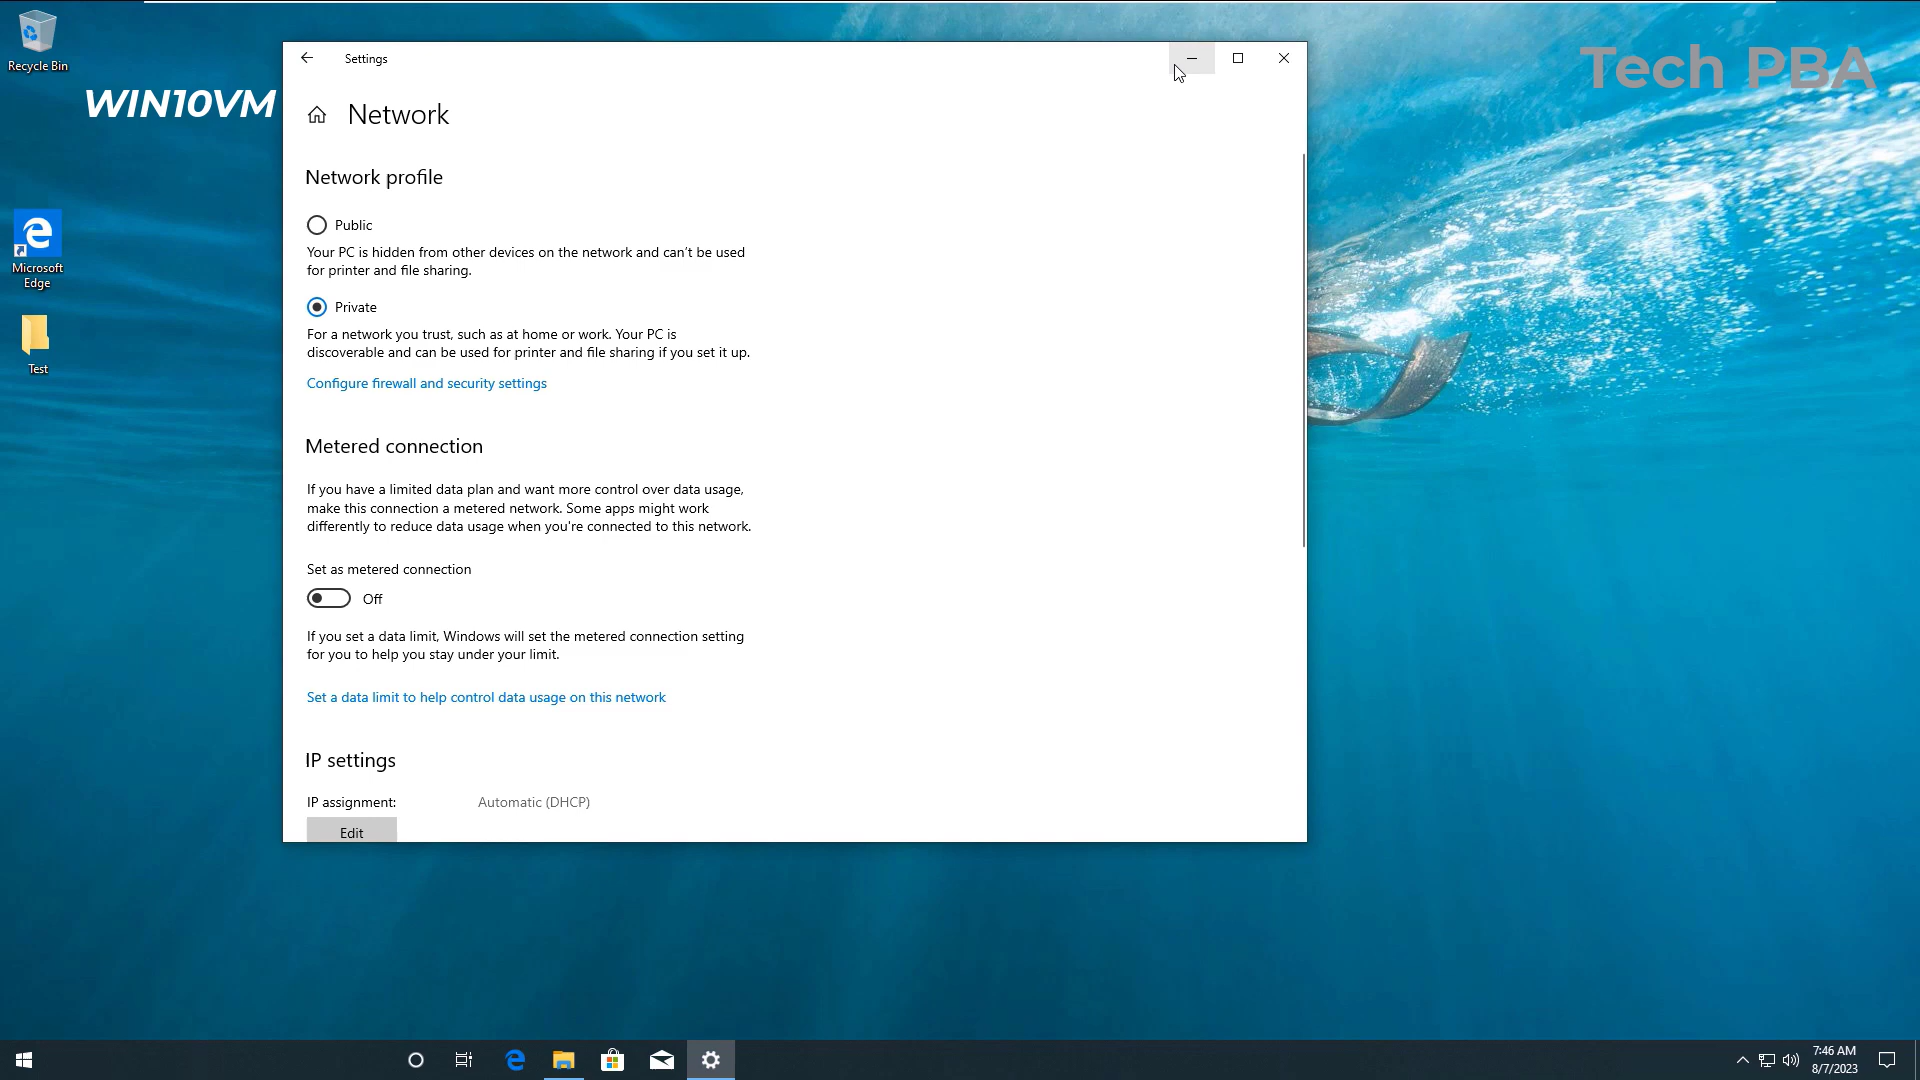 Recycle Bin
WIN10VM
Tech PBA
Microsoft
Edge
Test
Settings
Network
Network profile
Public
Your PC is hidden from other devices on the network and can't be used
for printer and file sharing.
Private
For a network you trust, such as at home or work. Your PC is
discoverable and can be used for printer and file sharing if you set it up.
Configure firewall and security settings
Metered connection
If you have a limited data plan and want more control over data usage,
make this connection a metered network. Some apps might work
differently to reduce data usage when you're connected to this network.
Set as metered connection
Off
If you set a data limit, Windows will set the metered connection setting
for you to help you stay under your limit.
Set a data limit to help control data usage on this network
IP settings
IP assignment: Automatic (DHCP)
Edit
7:46 AM
8/7/2023